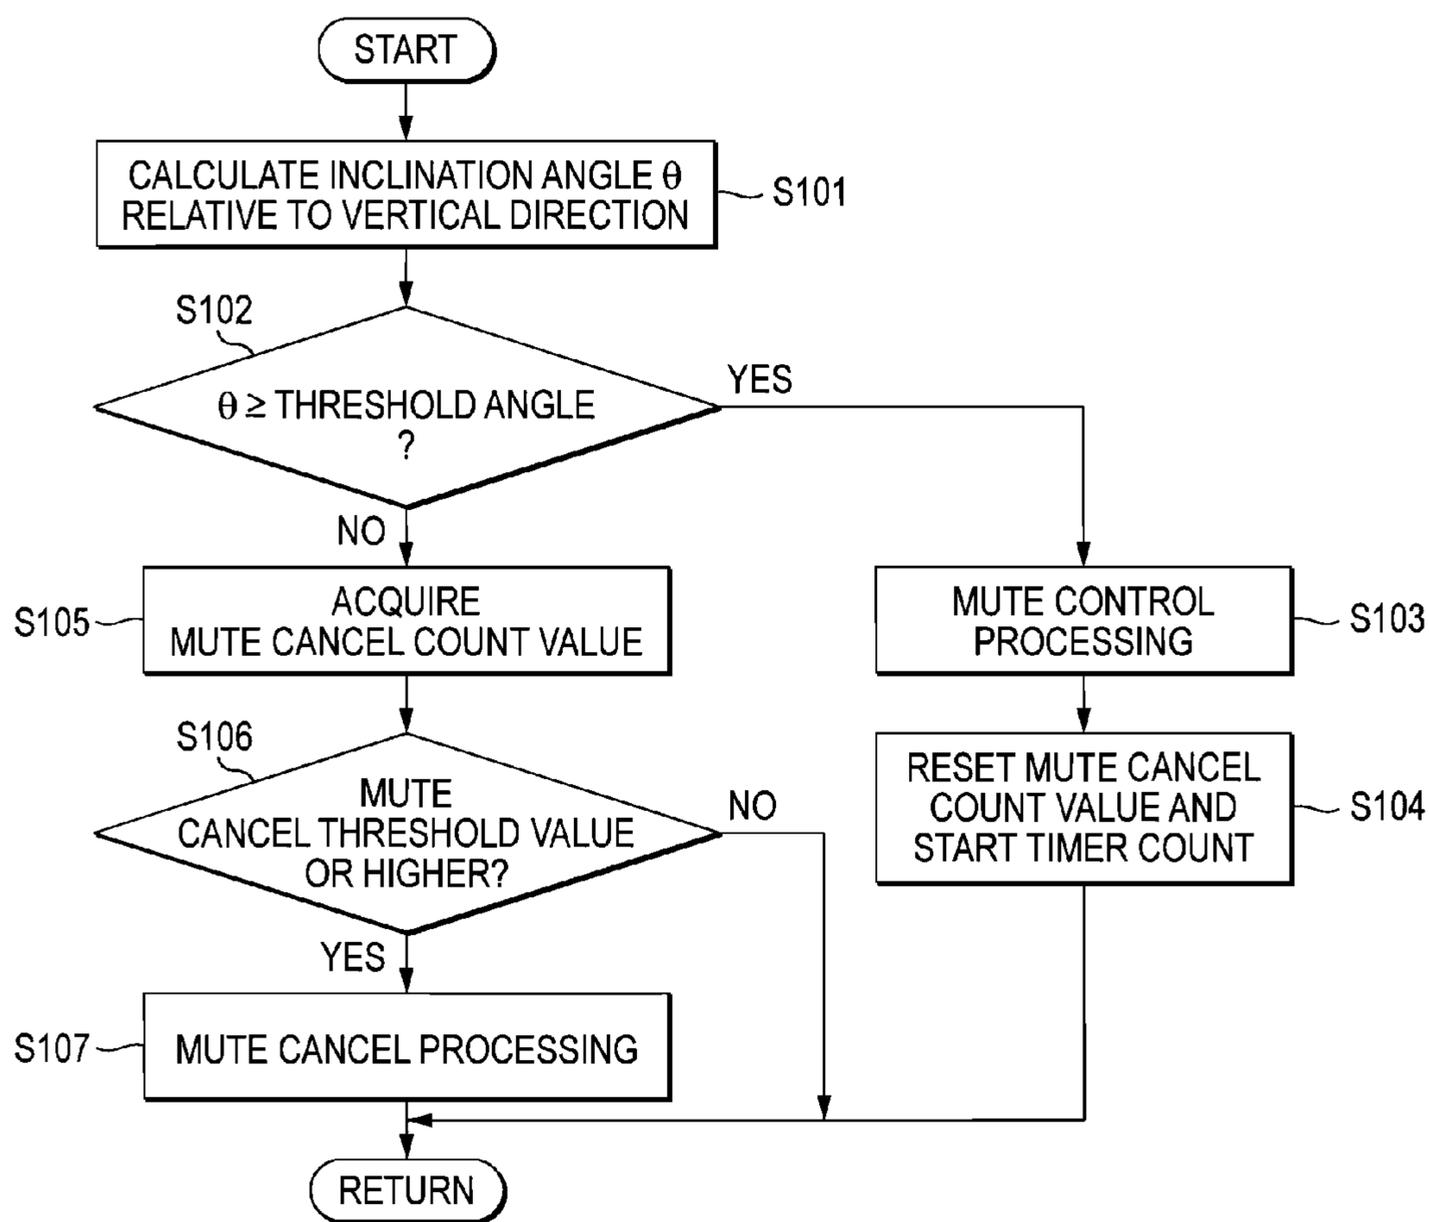 START
CALCULATE INCLINATION ANGLE θ
RELATIVE TO VERTICAL DIRECTION
S101
S102
θ ≥ THRESHOLD ANGLE
?
YES
NO
S105
ACQUIRE
MUTE CANCEL COUNT VALUE
MUTE CONTROL
PROCESSING
S103
S106
MUTE
CANCEL THRESHOLD VALUE
OR HIGHER?
NO
YES
RESET MUTE CANCEL
COUNT VALUE AND
START TIMER COUNT
S104
S107
MUTE CANCEL PROCESSING
RETURN